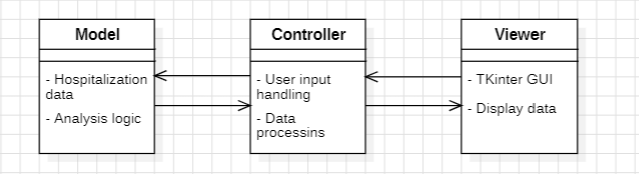 Model
- Hospitalization
data
- Analysis logic
Controller
- User input
handling
- Data
processins
Viewer
- TKinter GUI
- Display data